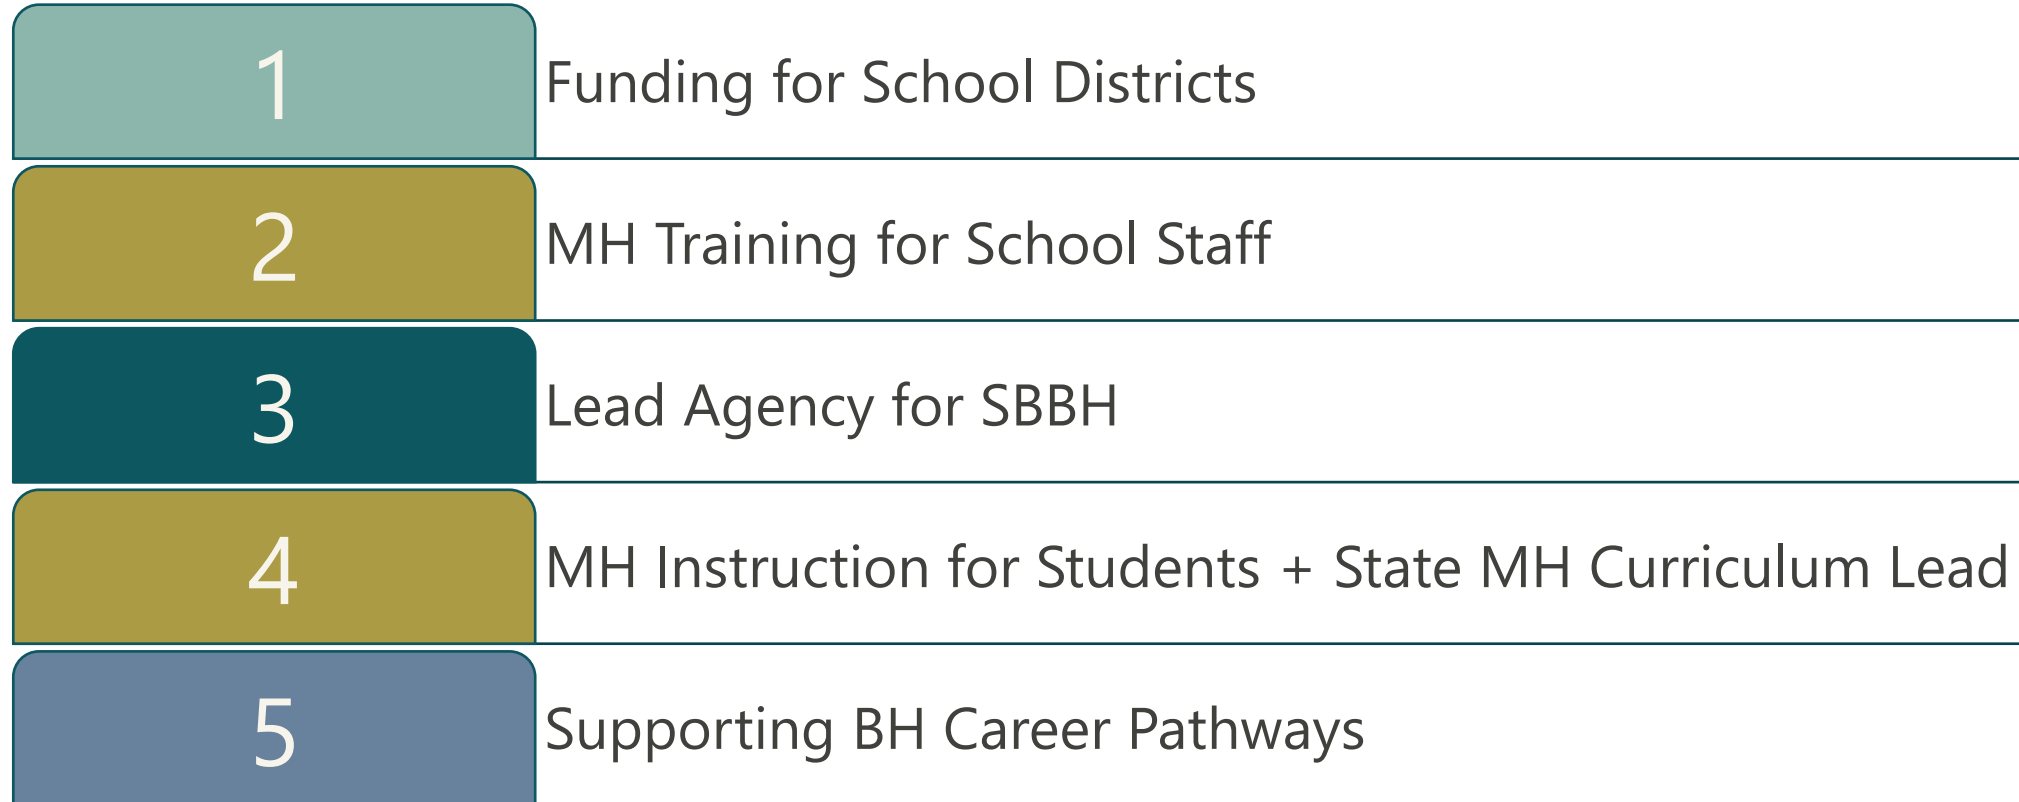 1
Funding for School Districts
2
MH Training for School Staff
3
Lead Agency for SBBH
4
MH Instruction for Students + State MH Curriculum Lead
5
Supporting BH Career Pathways